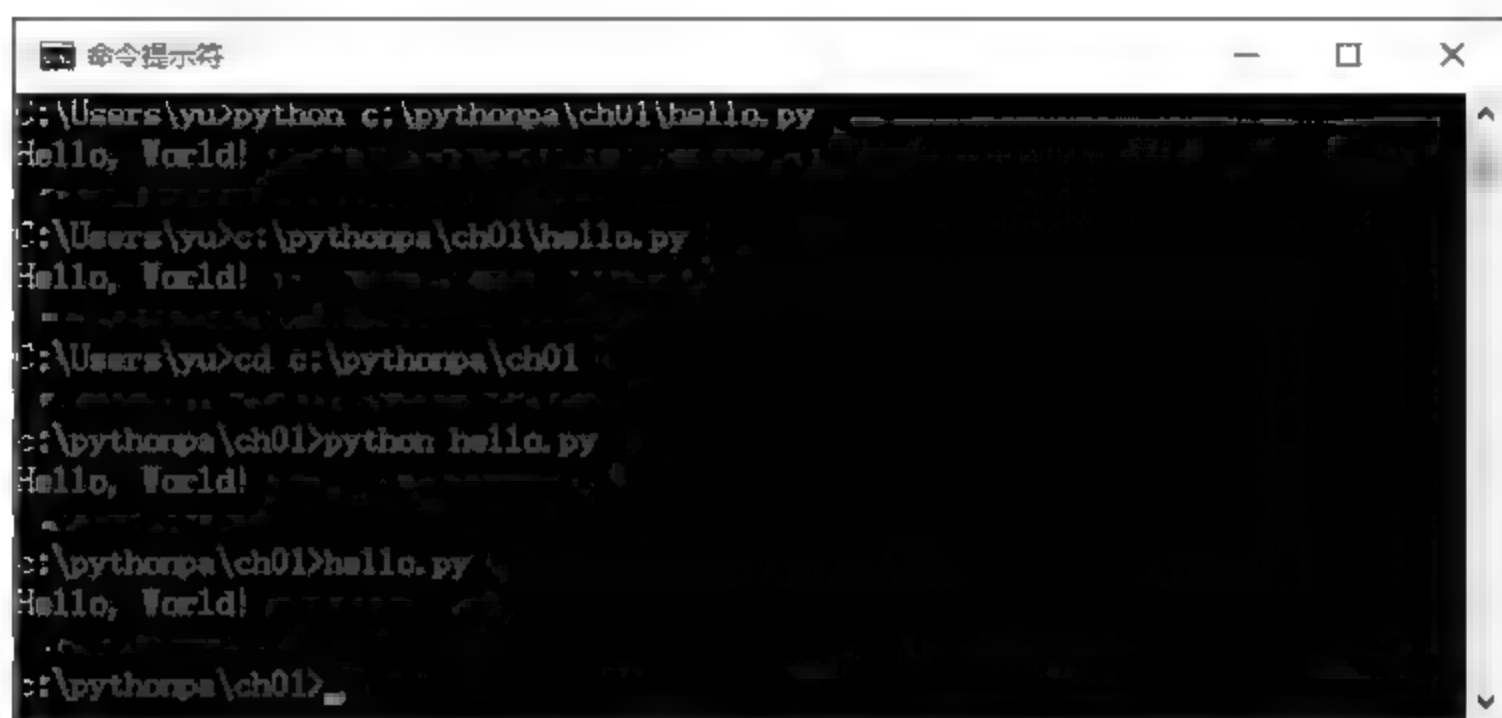 命令提示符
C:\Users\yu>python c:\pythonpa\ch01\hello.py
Hello, World!
C:\Users\yu>c:\pythonpa\ch01\hello.py
Hello, World!
C:\Users\yu>cd c:\pythonpa\ch01
c:\pythonpa\ch01>python hello.py
Hello, World!
c:\pythonpa\ch01>hello.py
Hello, World!
c:\pythonpa\ch01>_